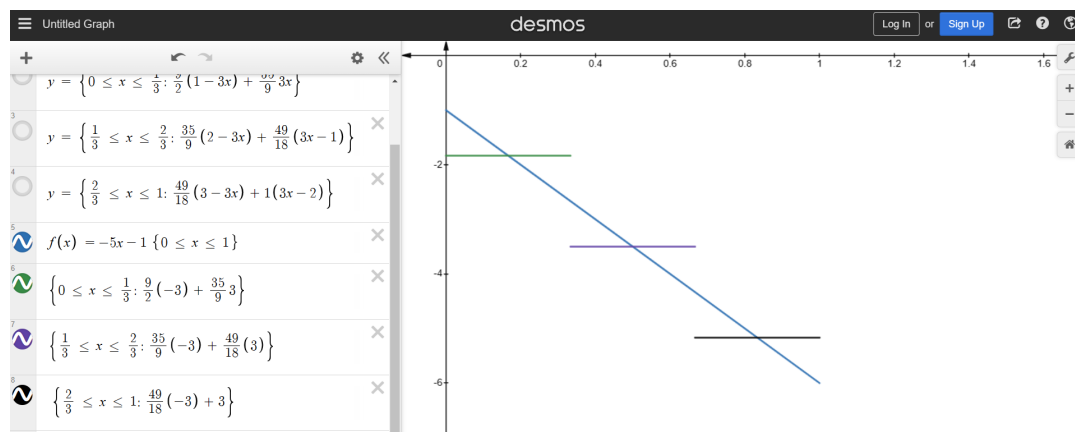 Untitled Graph
desmos
Log In or Sign Up
y = {0 ≤ x ≤ 1/3: 9/2(1 − 3x) + 35/9 3x}
3
y = {1/3 ≤ x ≤ 2/3: 35/9(2 − 3x) + 49/18(3x − 1)}
4
y = {2/3 ≤ x ≤ 1: 49/18(3 − 3x) + 1(3x − 2)}
5
f(x) = −5x − 1 {0 ≤ x ≤ 1}
6
{0 ≤ x ≤ 1/3: 9/2(−3) + 35/9 3}
7
{1/3 ≤ x ≤ 2/3: 35/9(−3) + 49/18(3)}
8
{2/3 ≤ x ≤ 1: 49/18(−3) + 3}
0 0.2 0.4 0.6 0.8 1 1.2 1.4 1.6
-2
-4
-6